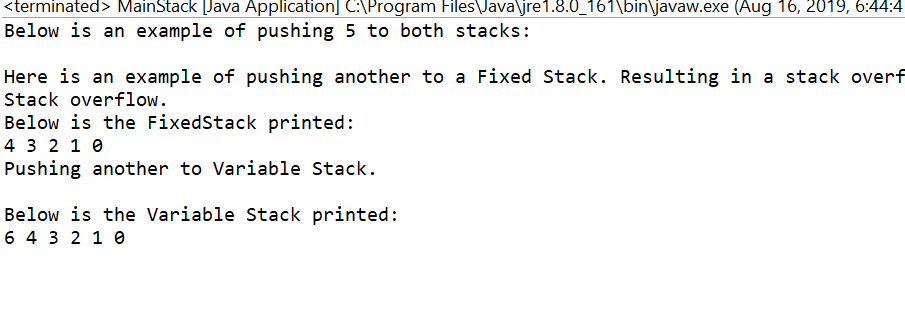 <terminated> MainStack [Java Application] C:\Program Files\Java\jre1.8.0_161\bin\javaw.exe (Aug 16, 2019, 6:44:4
Below is an example of pushing 5 to both stacks:
Here is an example of pushing another to a Fixed Stack. Resulting in a stack overf
Stack overflow.
Below is the FixedStack printed:
4 3 2 1 0
Pushing another to Variable Stack.
Below is the Variable Stack printed:
6 4 3 2 1 0